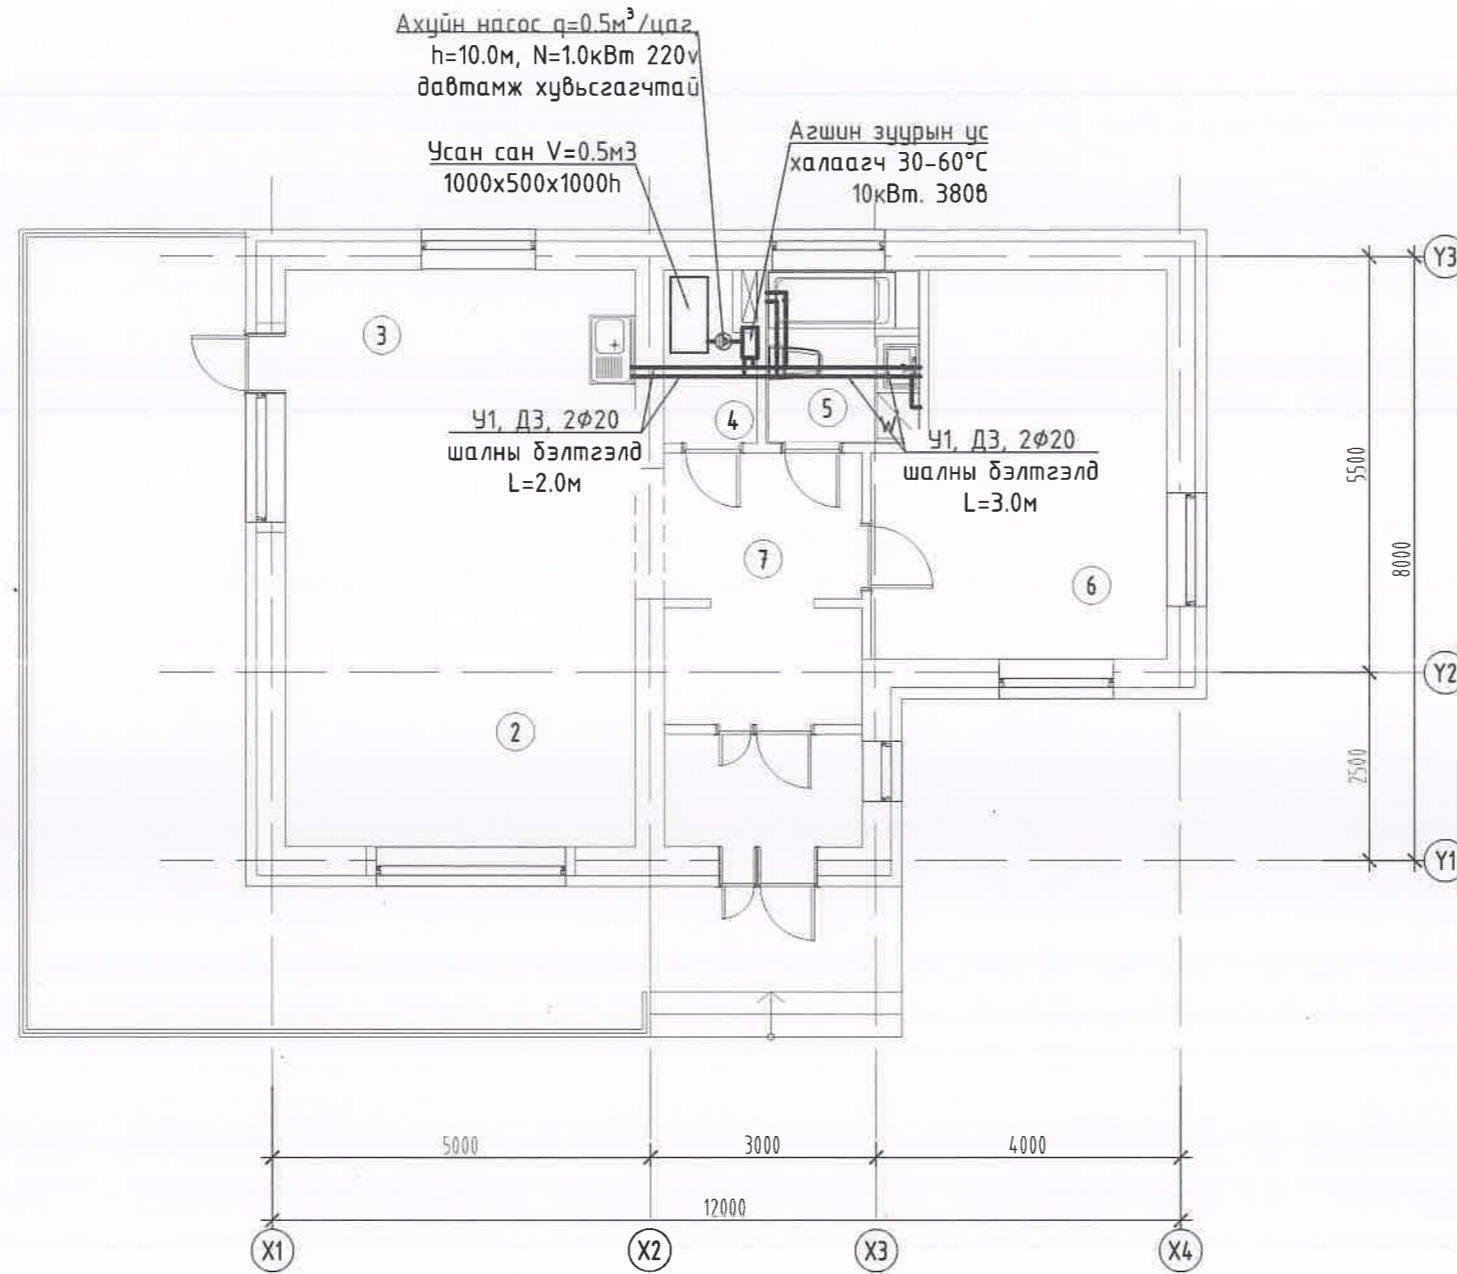 Ахуйн насос q=0.5м³/цаг,
h=10.0м, N=1.0кВт 220v
давтамж хувьсгагчтай
Усан сан V=0.5м3
1000x500x1000h
Агшин зуурын ус
халаагч 30-60°С
10кВт. 380в
Y3
3
У1, Д3, 2Ф20
шалны бэлтгэлд
L=2.0м
4
5
W
У1, Д3, 2Ф20
шалны бэлтгэлд
L=3.0м
5500
8000
7
6
Y2
2
2500
Y1
5000
3000
4000
12000
X1
X2
X3
X4